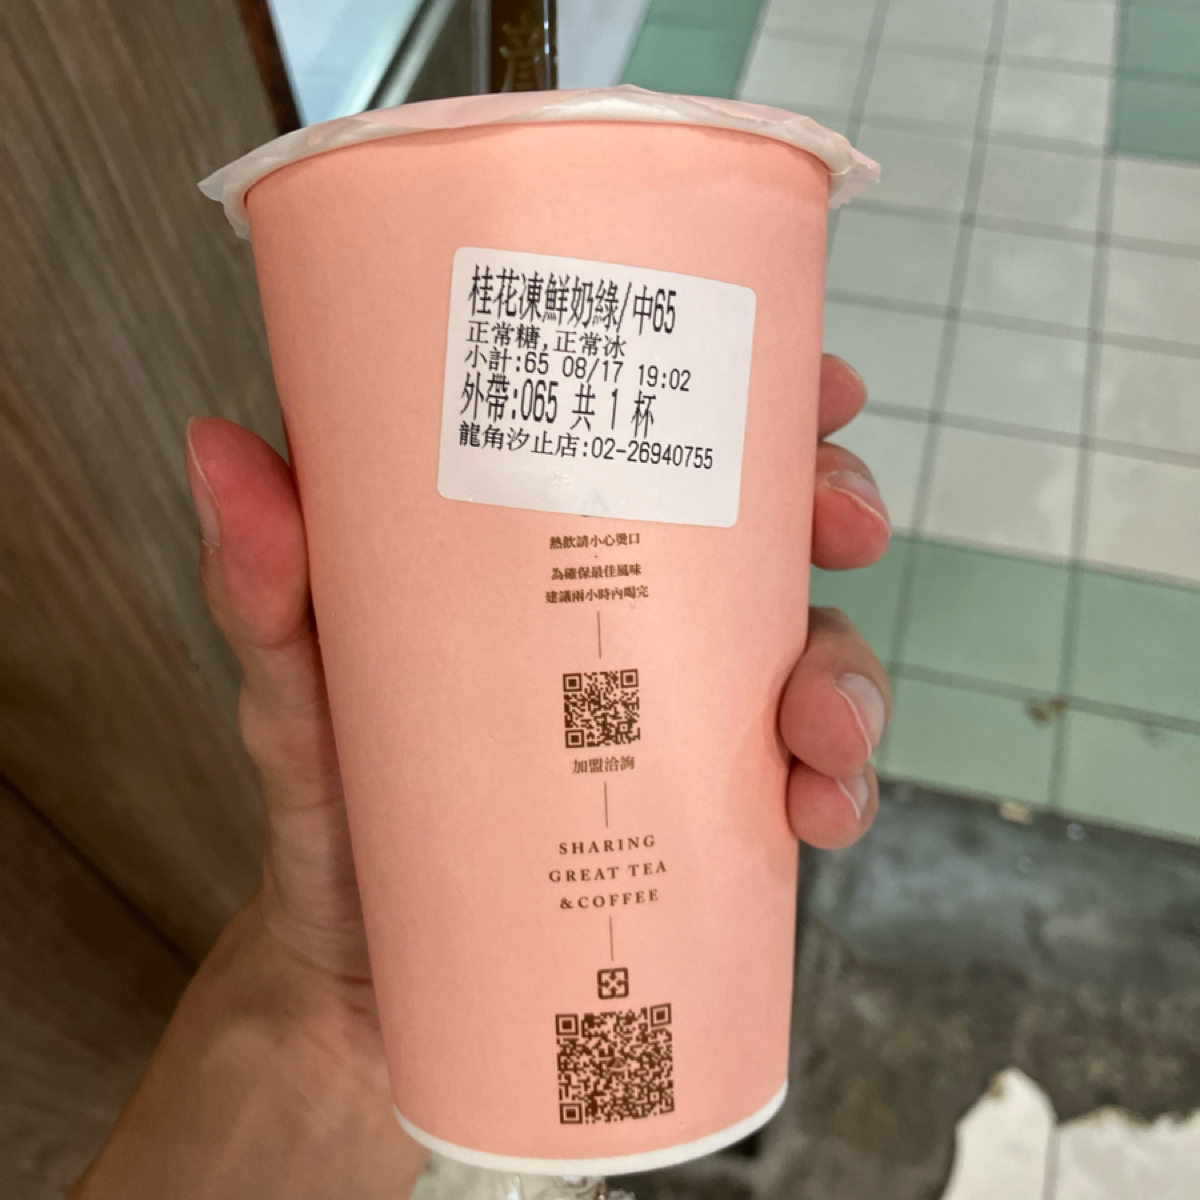 桂花凍鮮奶綠/中65
正常糖,正常冰
小計:65 08/17 19:02
外帶:065 共 1 杯
龍角汐止店:02-26940755
熱飲請小心燙口
為確保最佳風味
建議兩小時內喝完
加盟洽詢
SHARING
GREAT TEA
&COFFEE